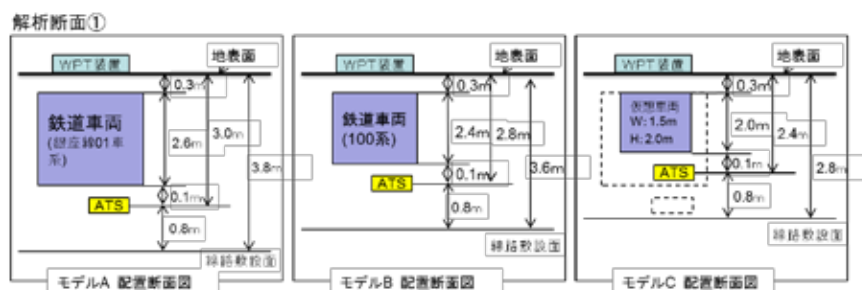 解析断面①
地表面
WPT装置
0.3m
鉄道車両
(銀座線01車
系)
2.6m
3.0m
3.8m
ATS
0.1m
0.8m
線路敷設面
モデルA 配置断面図
地表面
WPT装置
0.3m
鉄道車両
(100系)
2.4m
2.8m
3.6m
ATS
0.1m
0.8m
線路敷設面
モデルB 配置断面図
地表面
WPT装置
0.3m
仮想車両
W: 1.5m
H: 2.0m
2.0m
2.4m
2.8m
ATS
0.1m
0.8m
線路敷設面
モデルC 配置断面図